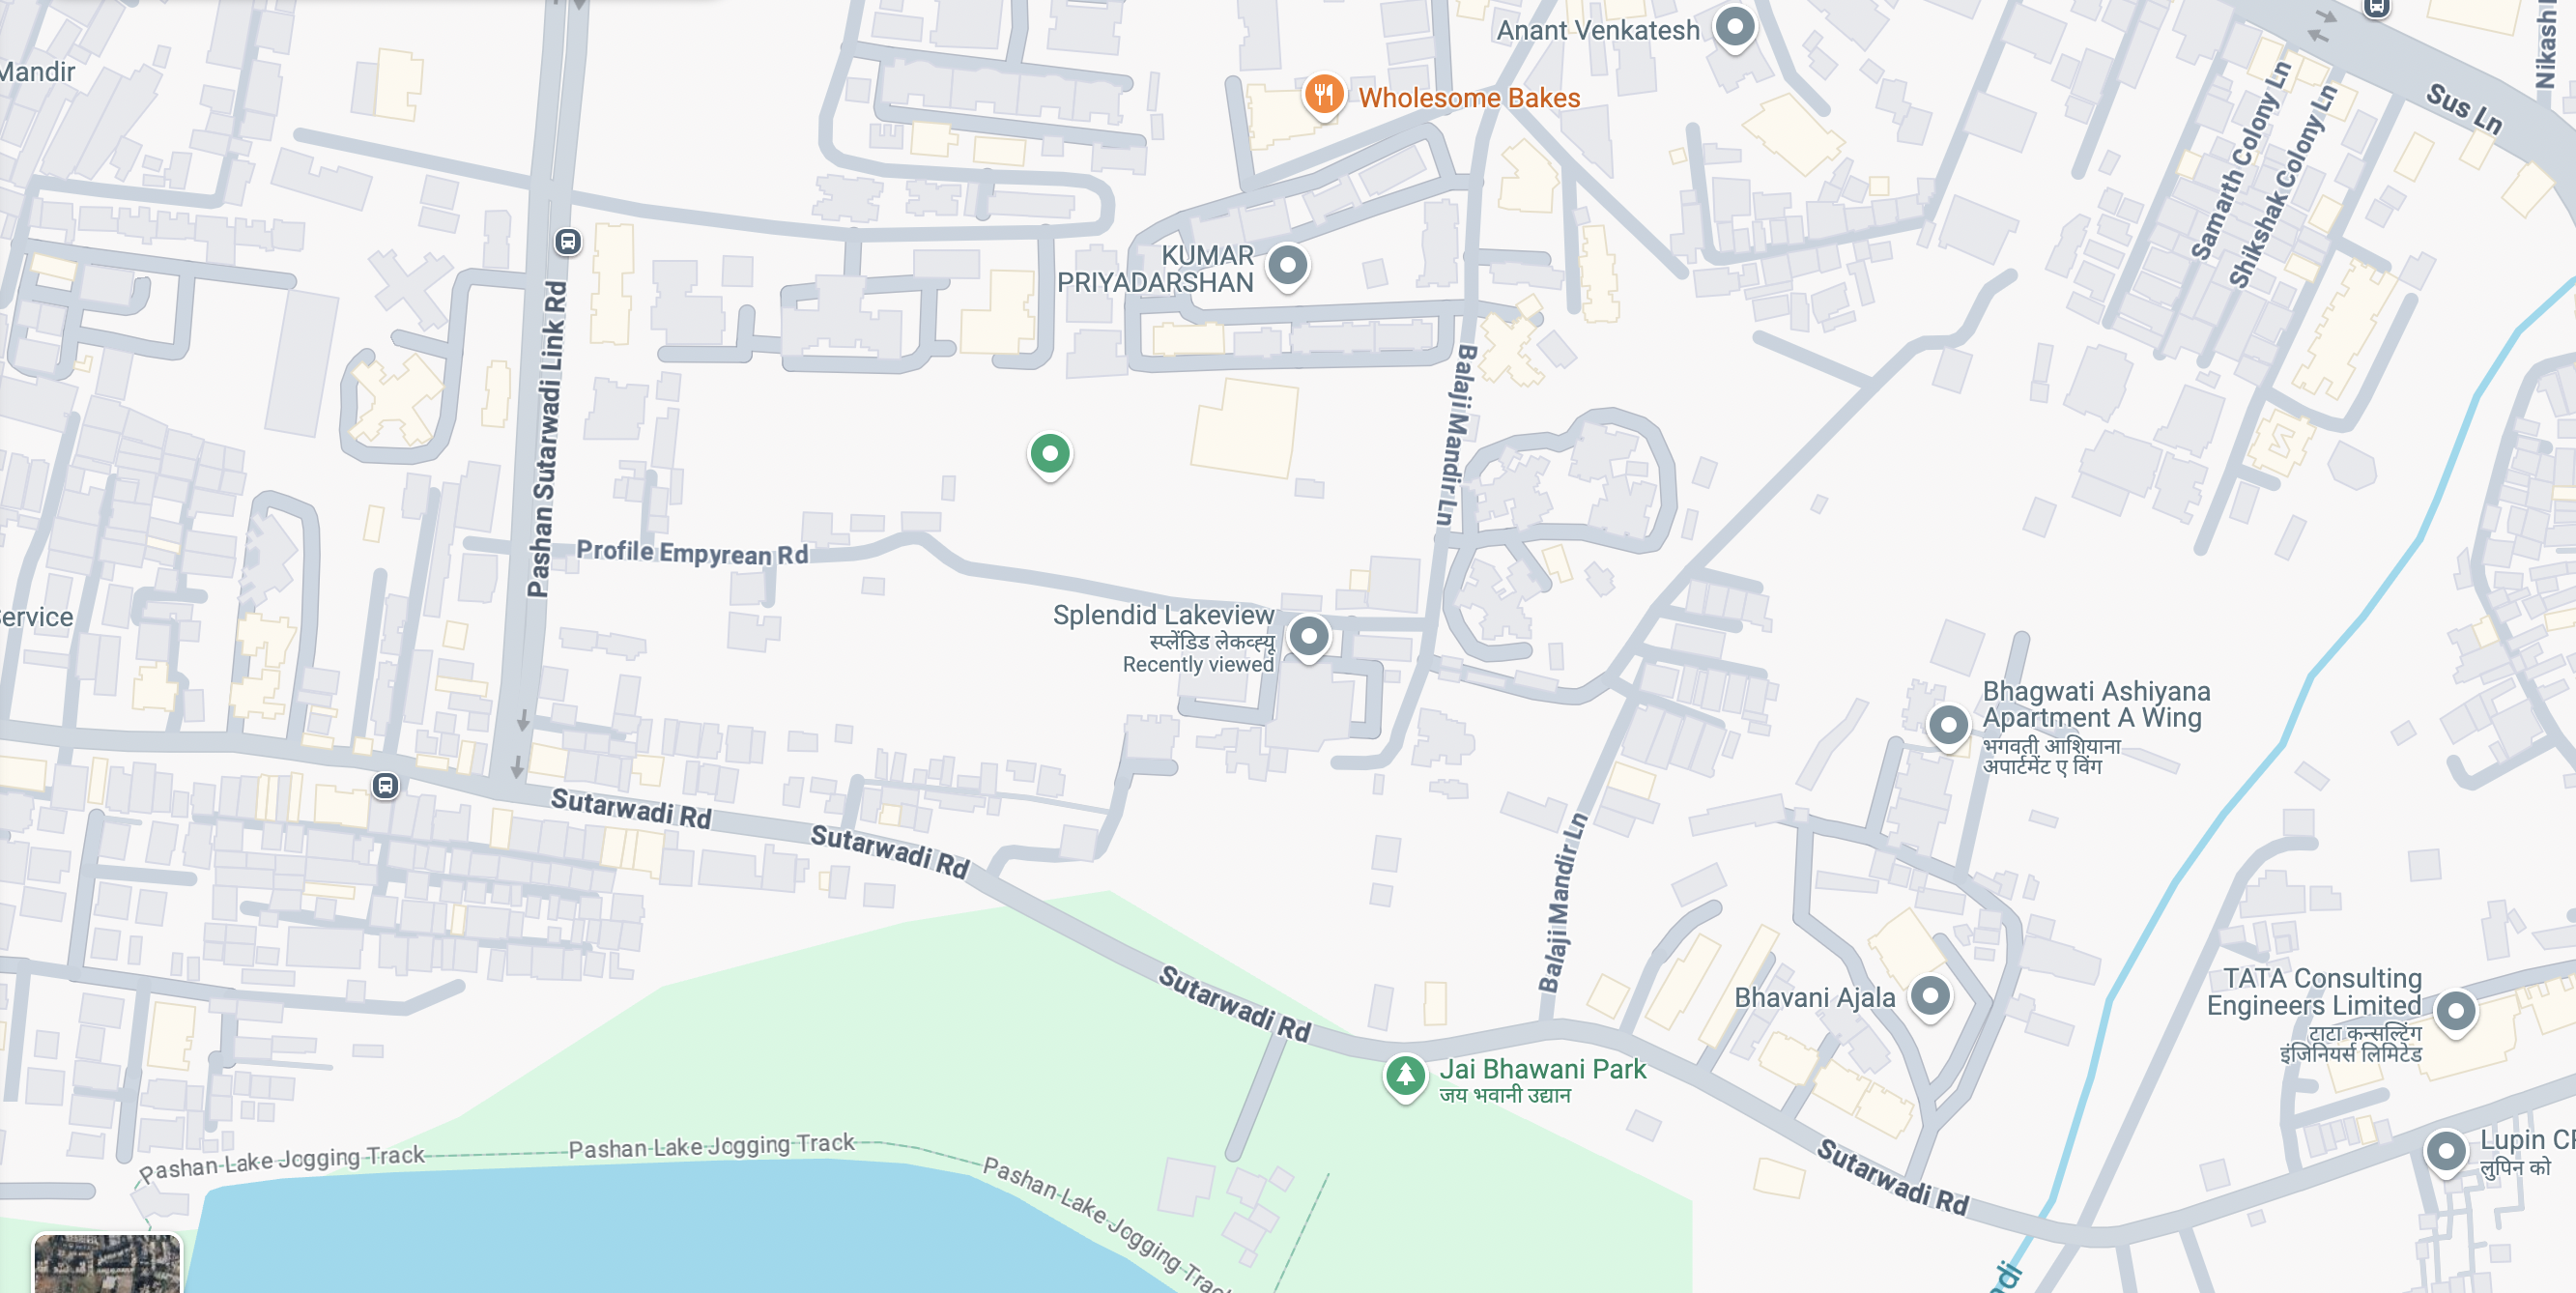 Anant Venkatesh
Mandir
Wholesome Bakes
Sus Ln
Nikash
Samarth Colony Ln
Shikshak Colony Ln
KUMAR
PRIYADARSHAN
Pashan Sutarwadi Link Rd
Balaji Mandir Ln
Profile Empyrean Rd
Service
Splendid Lakeview
स्प्लेंडिड लेकव्ह्यू
Recently viewed
Bhagwati Ashiyana
Apartment A Wing
भगवती आशियाना
अपार्टमेंट ए विंग
Sutarwadi Rd
Sutarwadi Rd
Balaji Mandir Ln
Sutarwadi Rd
Bhavani Ajala
TATA Consulting
Engineers Limited
टाटा कन्सल्टिंग
इंजिनियर्स लिमिटेड
Jai Bhawani Park
जय भवानी उद्यान
Pashan Lake Jogging Track
Pashan Lake Jogging Track
Pashan Lake Jogging Track
Sutarwadi Rd
Lupin
लुपिन को